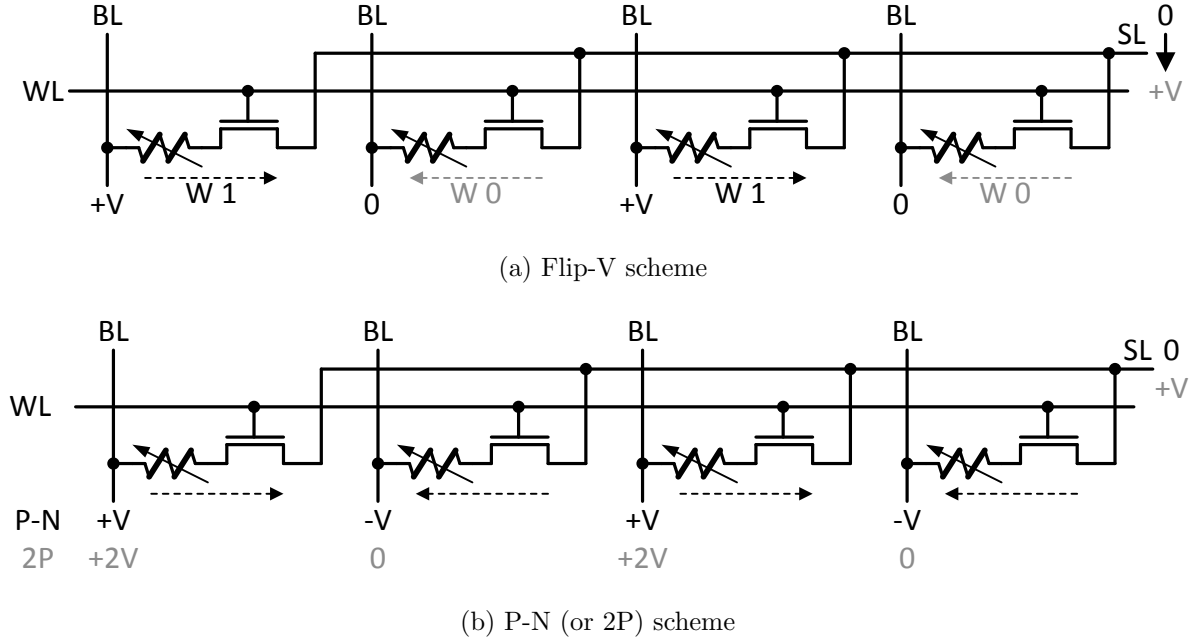 BL BL BL BL 0
SL
WL +V
W 1 W 0 W 1 W 0
+V 0 +V 0
(a) Flip-V scheme
BL BL BL BL
SL 0
+V
WL
P-N +V -V +V -V
2P +2V 0 +2V 0
(b) P-N (or 2P) scheme